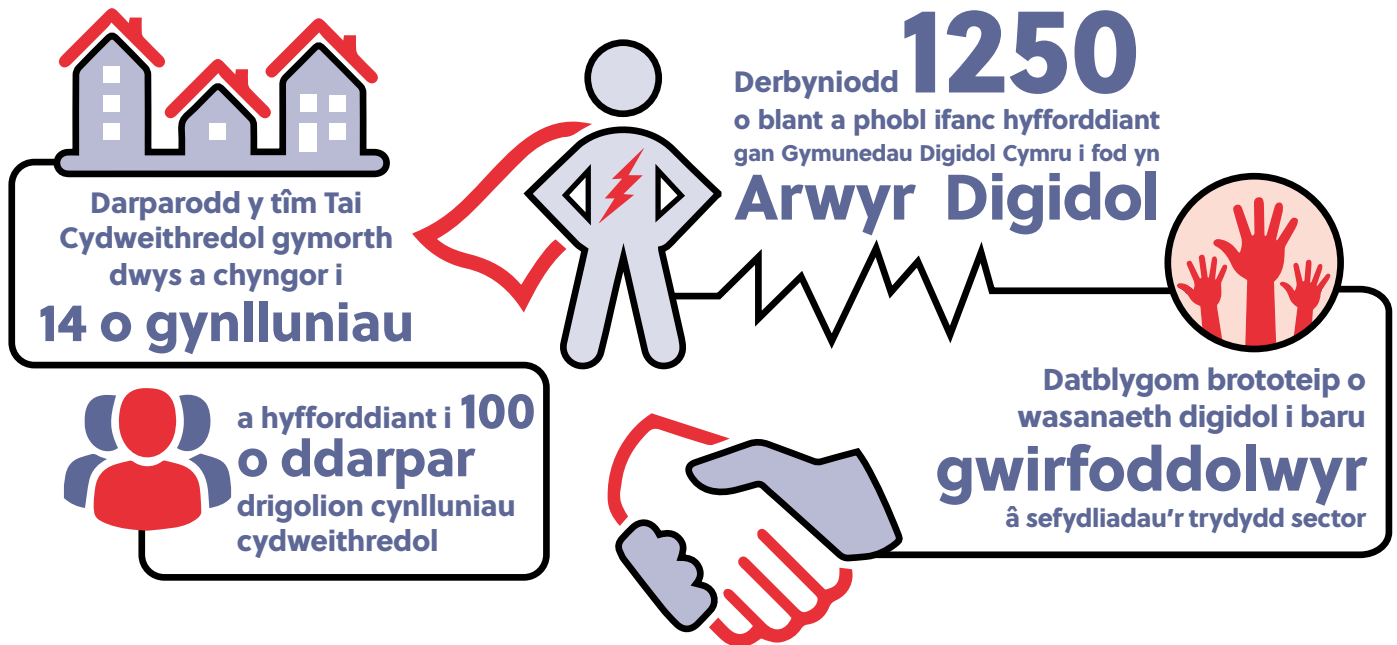 Darparodd y tîm Tai
Cydweithredol gymorth
dwys a chyngor i
14 o gynlluniau
a hyfforddiant i 100
o ddarpar
drigolion cynlluniau
cydweithredol
Derbyniodd 1250
o blant a phobl ifanc hyfforddiant
gan Gymunedau Digidol Cymru i fod yn
Arwyr Digidol
Datblygom brototeip o
wasanaeth digidol i baru
gwirfoddolwyr
â sefydliadau'r trydydd sector